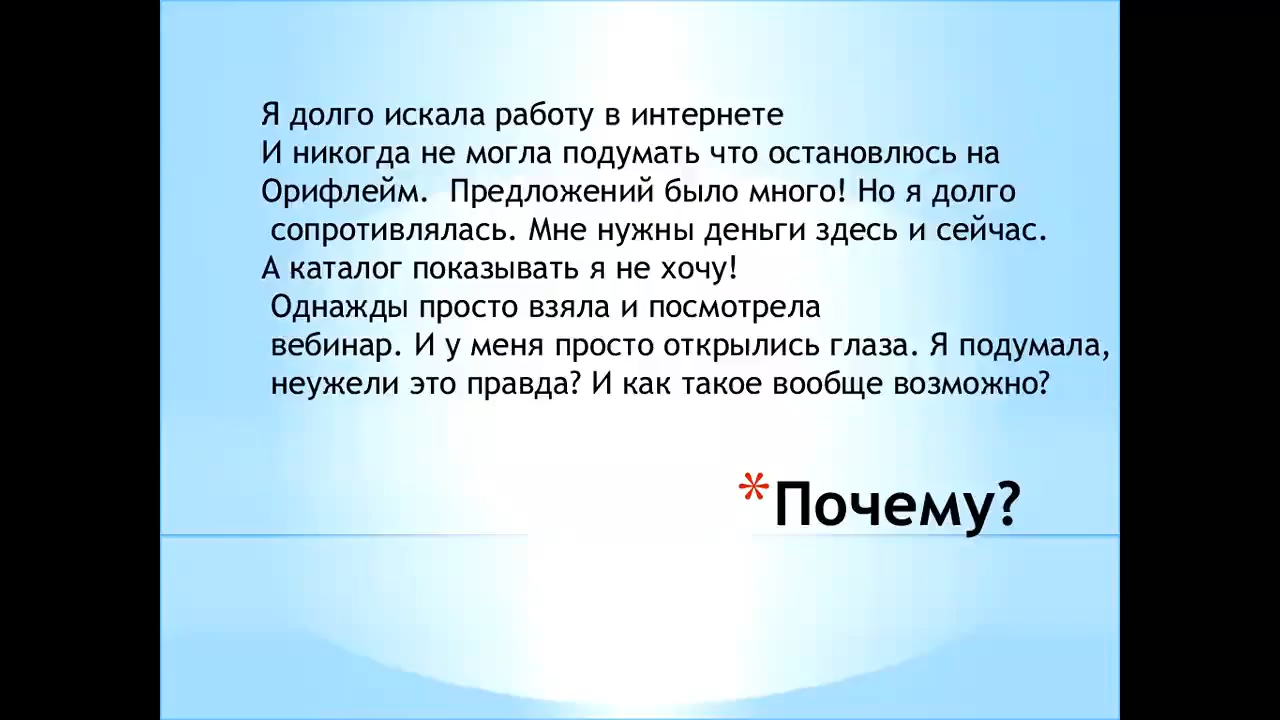 Я долго искала работу в интернете
И никогда не могла подумать что остановлюсь на
Орифлейм.  Предложений было много! Но я долго
сопротивлялась. Мне нужны деньги здесь и сейчас.
А каталог показывать я не хочу!
Однажды просто взяла и посмотрела
вебинар. И у меня просто открылись глаза. Я подумала,
неужели это правда? И как такое вообще возможно?
*Почему?